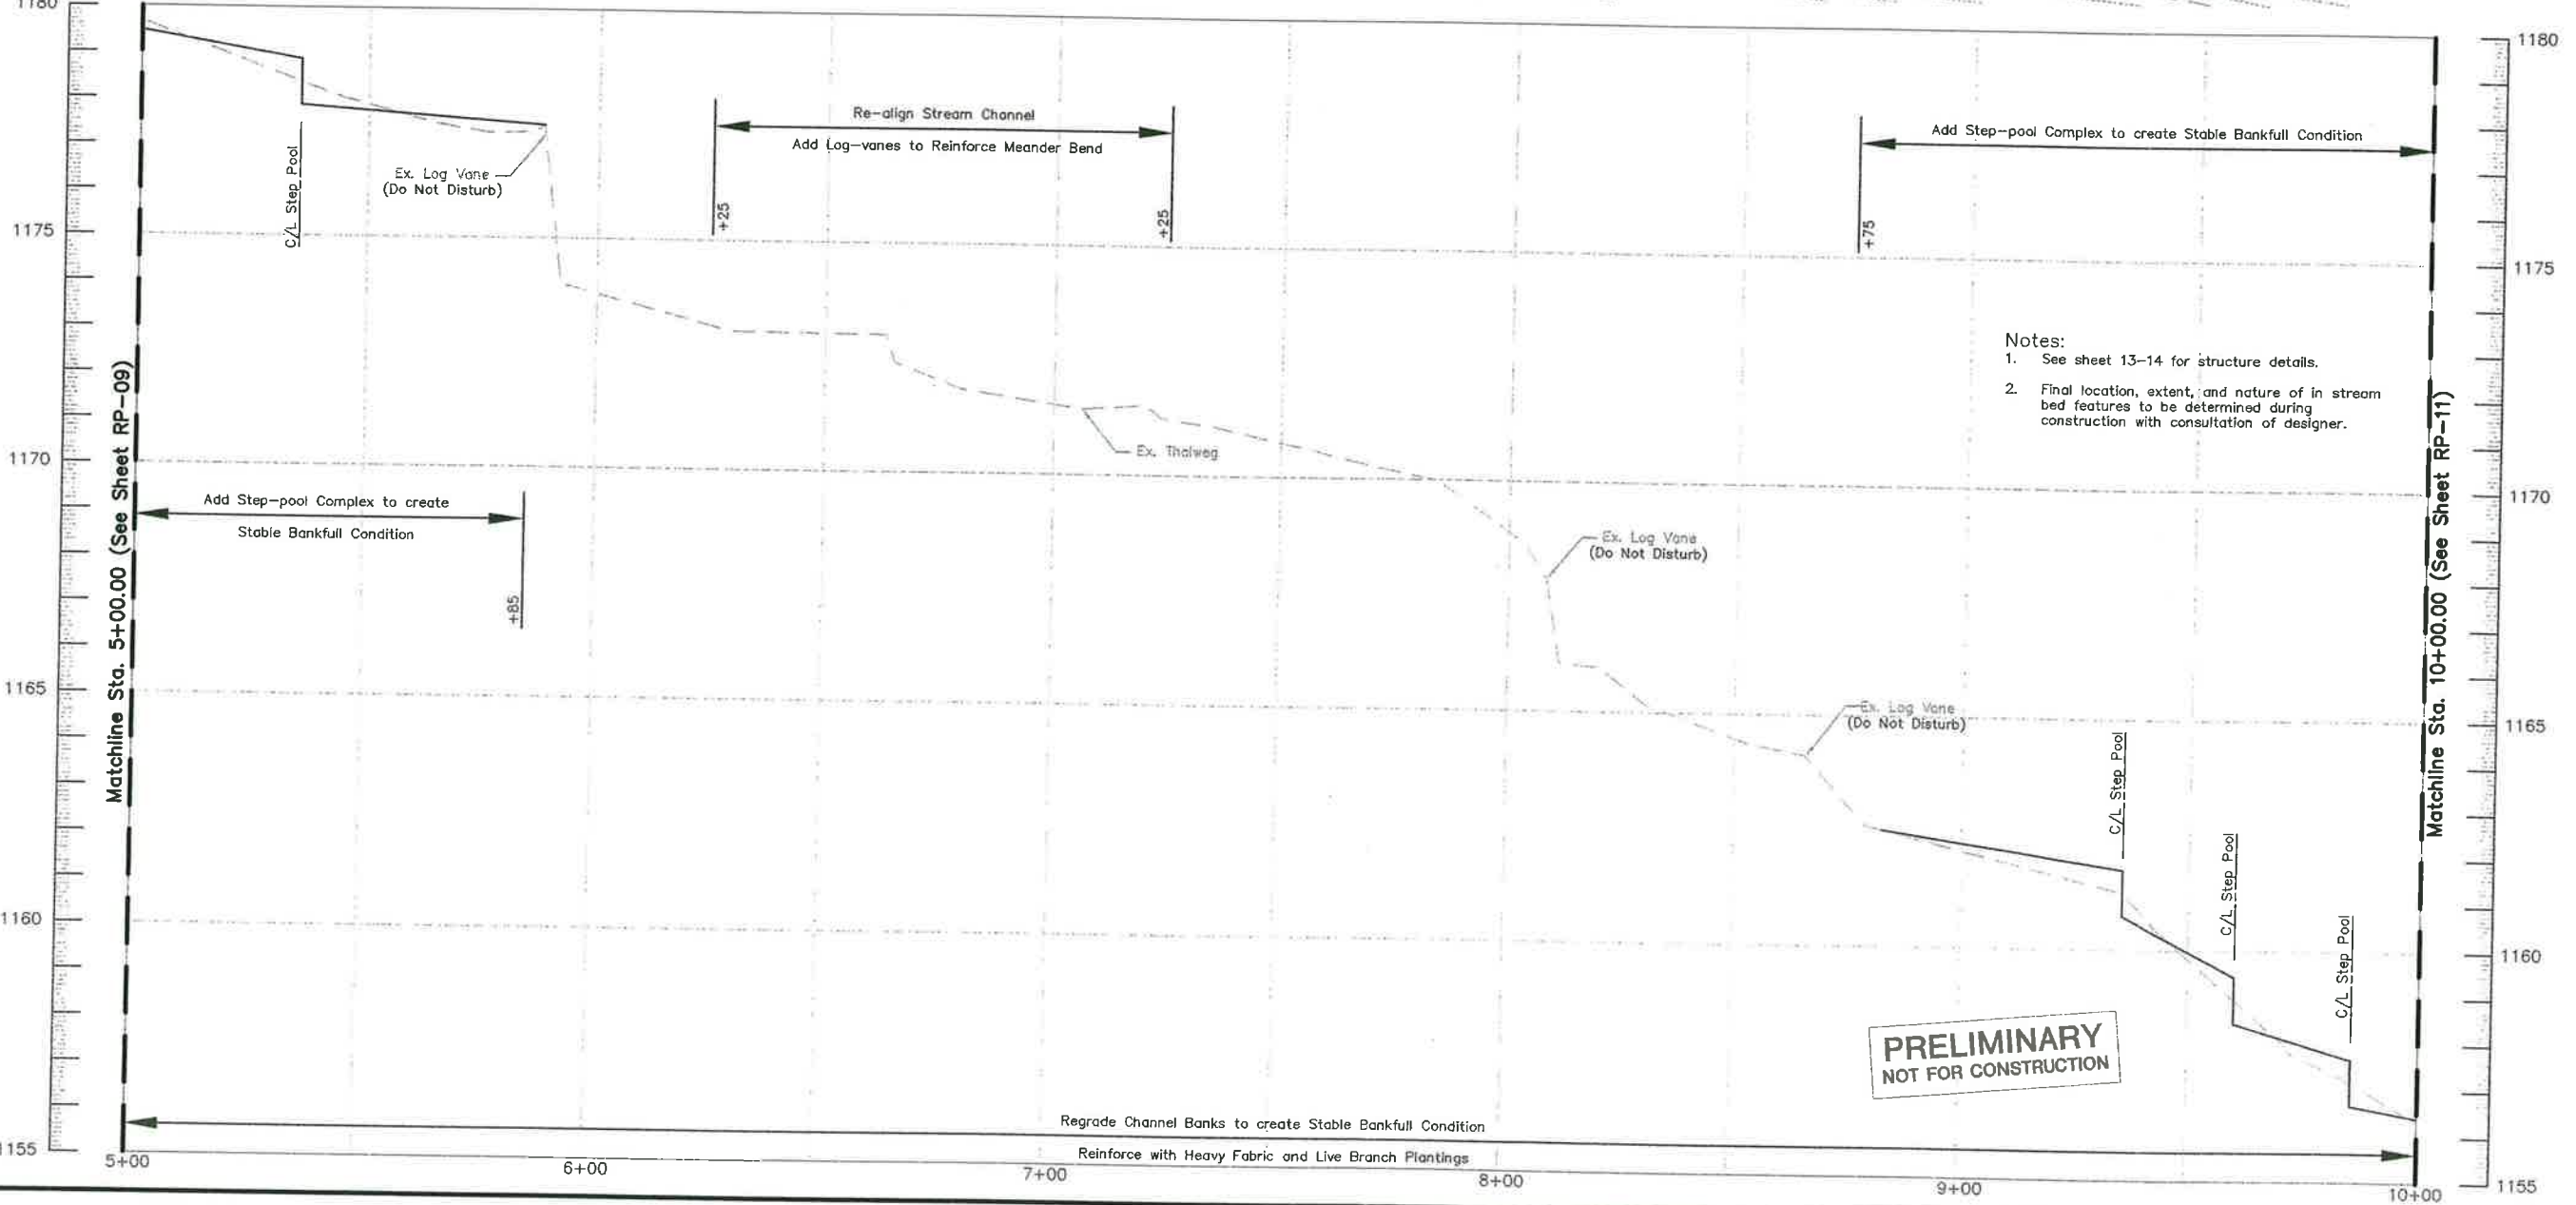 1180
1175
1170
1165
1160
1155
Matchline Sta. 5+00.00 (See Sheet RP-09)
C/L Step Pool
Ex. Log Vane
(Do Not Disturb)
+25
Re-align Stream Channel
Add Log-vanes to Reinforce Meander Bend
+25
+75
Add Step-pool Complex to create Stable Bankfull Condition
Notes:
1. See sheet 13-14 for structure details.
2. Final location, extent, and nature of in stream
bed features to be determined during
construction with consultation of designer.
Ex. Thalweg
Add Step-pool Complex to create
Stable Bankfull Condition
+85
Ex. Log Vane
(Do Not Disturb)
Ex. Log Vane
(Do Not Disturb)
C/L Step Pool
C/L Step Pool
C/L Step Pool
PRELIMINARY
NOT FOR CONSTRUCTION
Regrade Channel Banks to create Stable Bankfull Condition
Reinforce with Heavy Fabric and Live Branch Plantings
5+00
6+00
7+00
8+00
9+00
10+00
Matchline Sta. 10+00.00 (See Sheet RP-11)
1180
1175
1170
1165
1160
1155